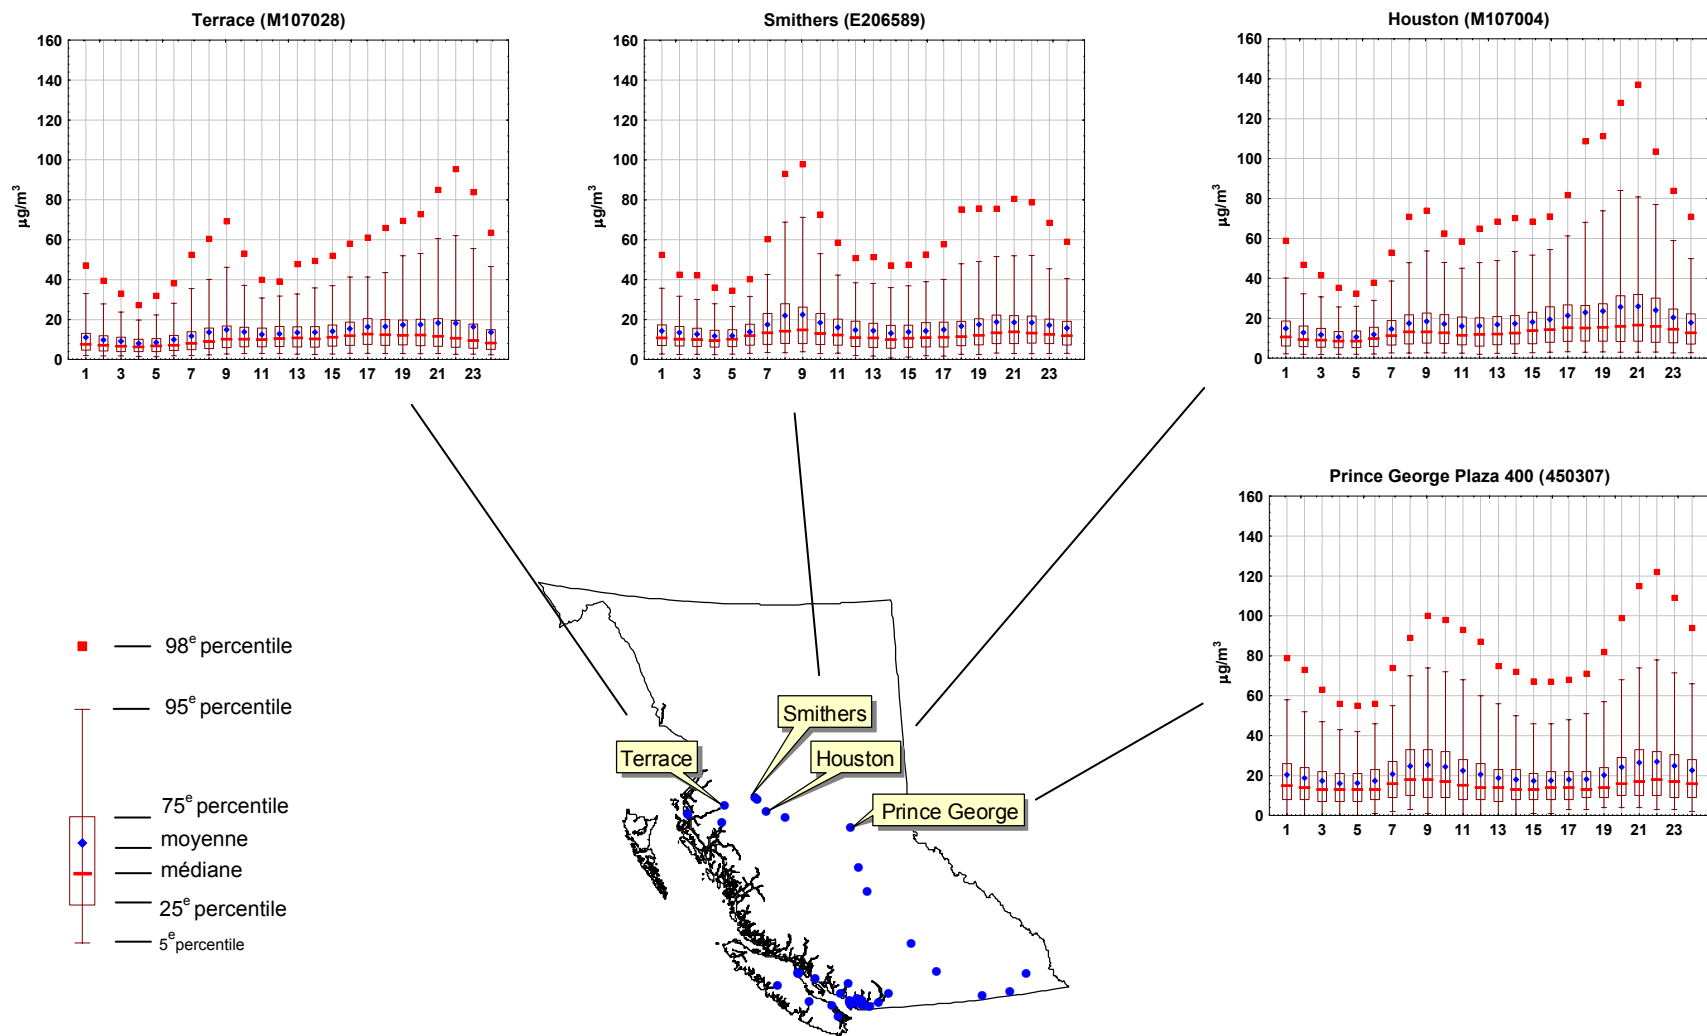 Terrace (M107028)
160
140
120
100
80
60
40
20
0
µg/m³
1 3 5 7 9 11 13 15 17 19 21 23
Smithers (E206589)
160
140
120
100
80
60
40
20
0
µg/m³
1 3 5 7 9 11 13 15 17 19 21 23
Houston (M107004)
160
140
120
100
80
60
40
20
0
µg/m³
1 3 5 7 9 11 13 15 17 19 21 23
Prince George Plaza 400 (450307)
160
140
120
100
80
60
40
20
0
µg/m³
1 3 5 7 9 11 13 15 17 19 21 23
98e percentile
95e percentile
75e percentile
moyenne
médiane
25e percentile
5e percentile
Smithers
Terrace
Houston
Prince George